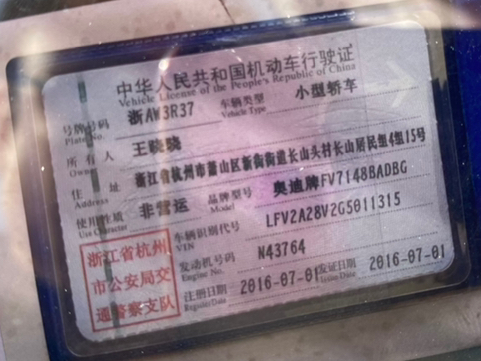 中华人民共和国机动车行驶证
Vehicle License of the People's Republic of China
号牌号码 浙AW3R37 车辆类型 小型轿车
Plate No. Vehicle Type
所有人 王晓晓
Owner
住址 浙江省杭州市萧山区新街街道长山头村长山居民组4组15号
Address
使用性质 非营运 品牌型号 奥迪牌FV7148BADBG
Use Character Model
浙江省杭州
市公安局交
通警察支队
车辆识别代号 LFV2A28V2G5011315
VIN
发动机号码 N43764
Engine No.
注册日期 2016-07-01 发证日期 2016-07-01
Register Date Issue Date